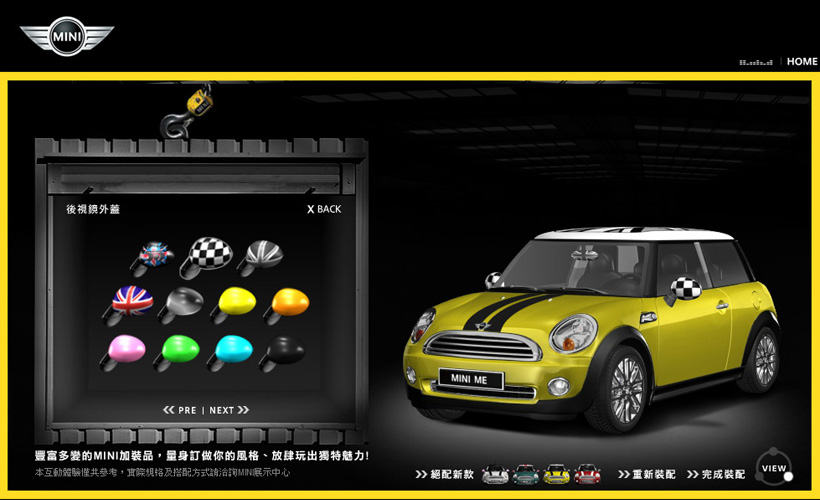 MINI
HOME
後視鏡外蓋
X BACK
PRE | NEXT
MINI ME
豐富多變的MINI加裝品，量身訂做你的風格、放肆玩出獨特魅力!
本互動體驗僅共參考，實際規格及搭配方式請洽詢MINI展示中心
絕配新款
重新裝配
完成裝配
VIEW